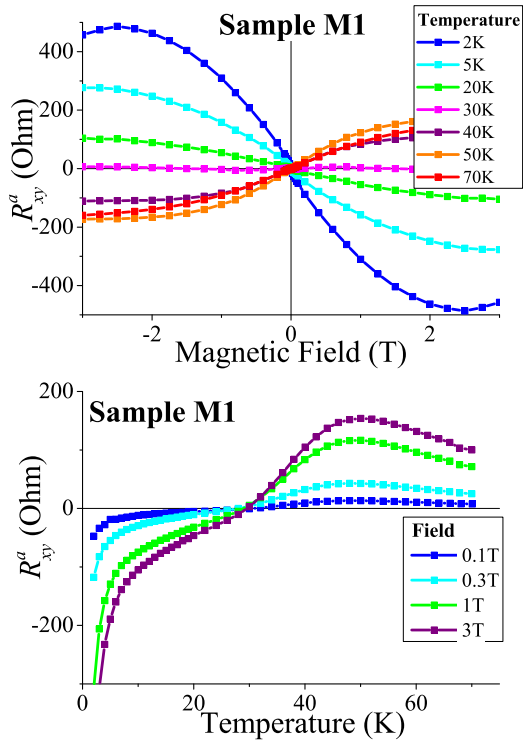 Sample M1
Temperature
2K
5K
20K
30K
40K
50K
70K
400
200
0
-200
-400
R^a_xy (Ohm)
-2
0
2
Magnetic Field (T)
Sample M1
200
0
-200
R^a_xy (Ohm)
Field
0.1T
0.3T
1T
3T
0
20
40
60
Temperature (K)